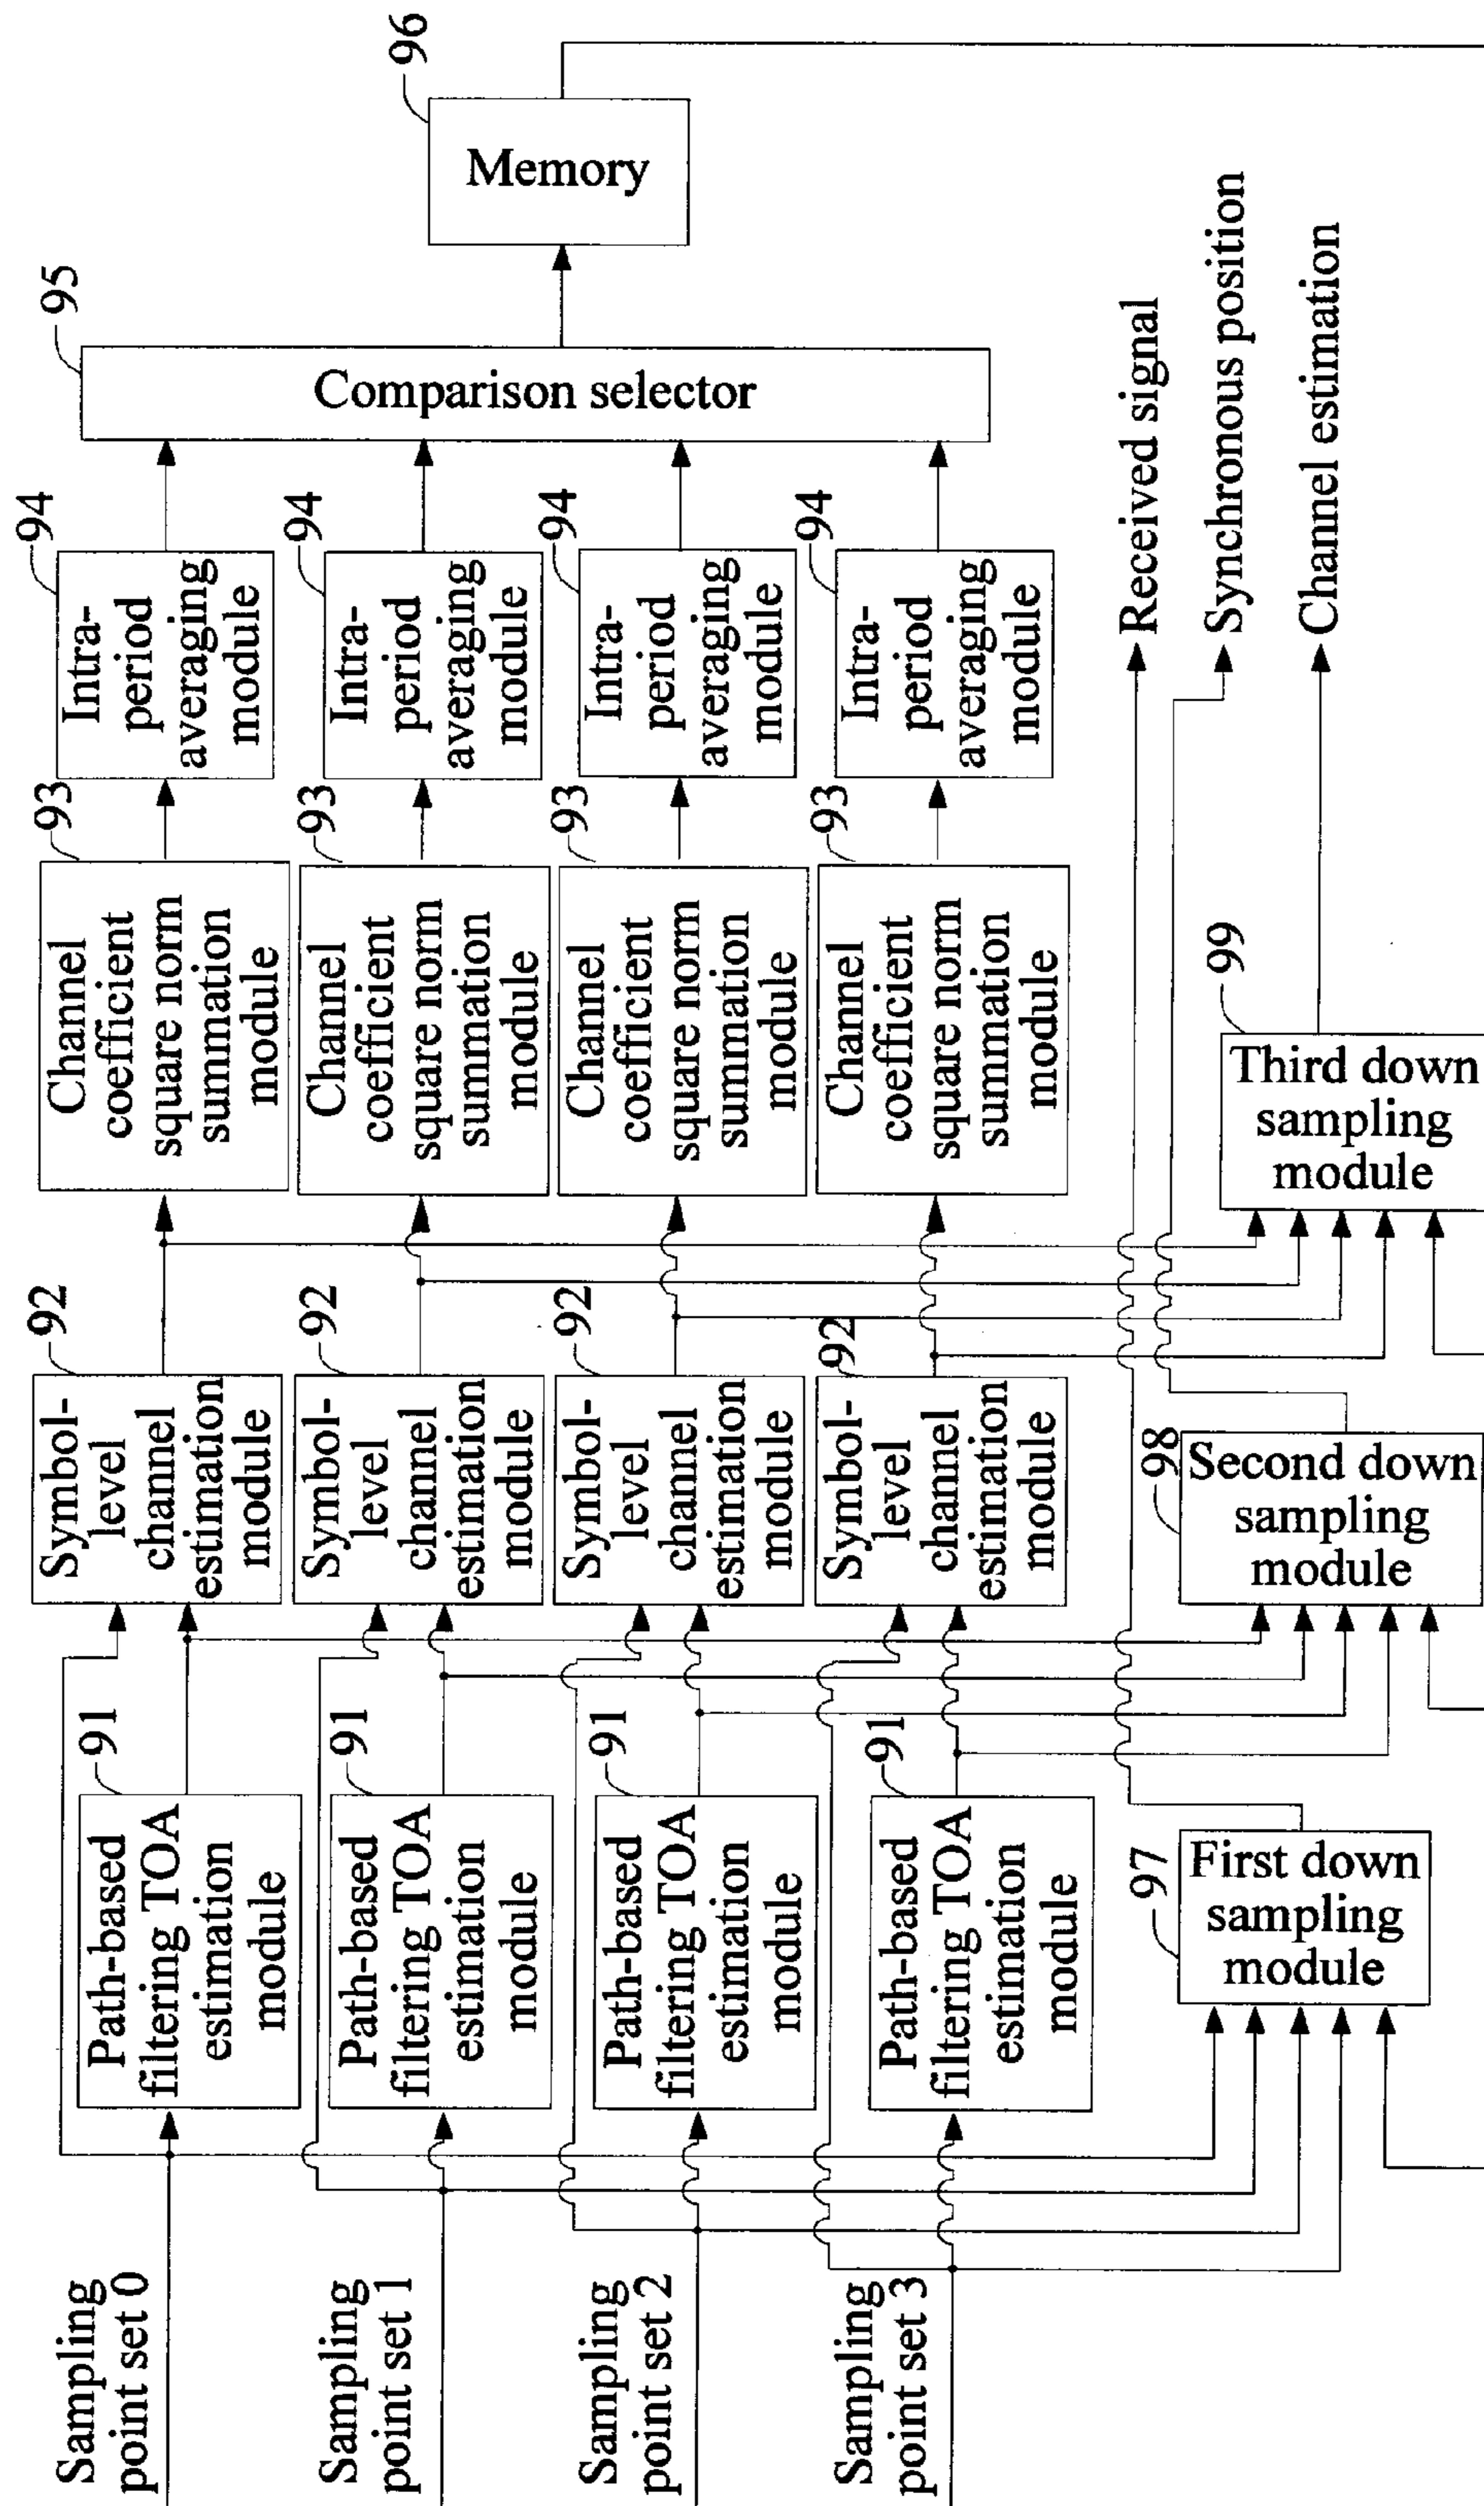 Sampling
point set 0
Path-based
filtering TOA
estimation
module
91
Symbol-
level
channel
estimation
module
92
Channel
coefficient
square norm
summation
module
93
Intra-
period
averaging
module
94
Sampling
point set 1
Path-based
filtering TOA
estimation
module
91
Symbol-
level
channel
estimation
module
92
Channel
coefficient
square norm
summation
module
93
Intra-
period
averaging
module
94
Sampling
point set 2
Path-based
filtering TOA
estimation
module
91
Symbol-
level
channel
estimation
module
92
Channel
coefficient
square norm
summation
module
93
Intra-
period
averaging
module
94
Sampling
point set 3
Path-based
filtering TOA
estimation
module
91
Symbol-
level
channel
estimation
module
92
Channel
coefficient
square norm
summation
module
93
Intra-
period
averaging
module
94
Comparison selector
95
Memory
96
First down
sampling
module
97
Second down
sampling
module
98
Third down
sampling
module
99
Received signal
Synchronous position
Channel estimation